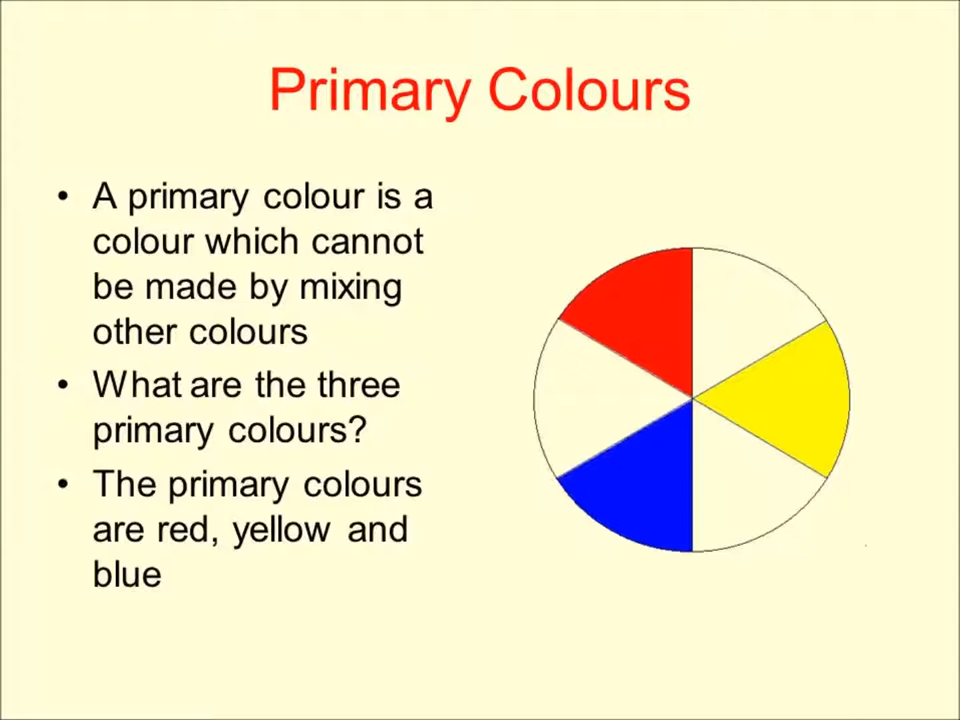 Primary Colours
• A primary colour is a
colour which cannot
be made by mixing
other colours
• What are the three
primary colours?
• The primary colours
are red, yellow and
blue